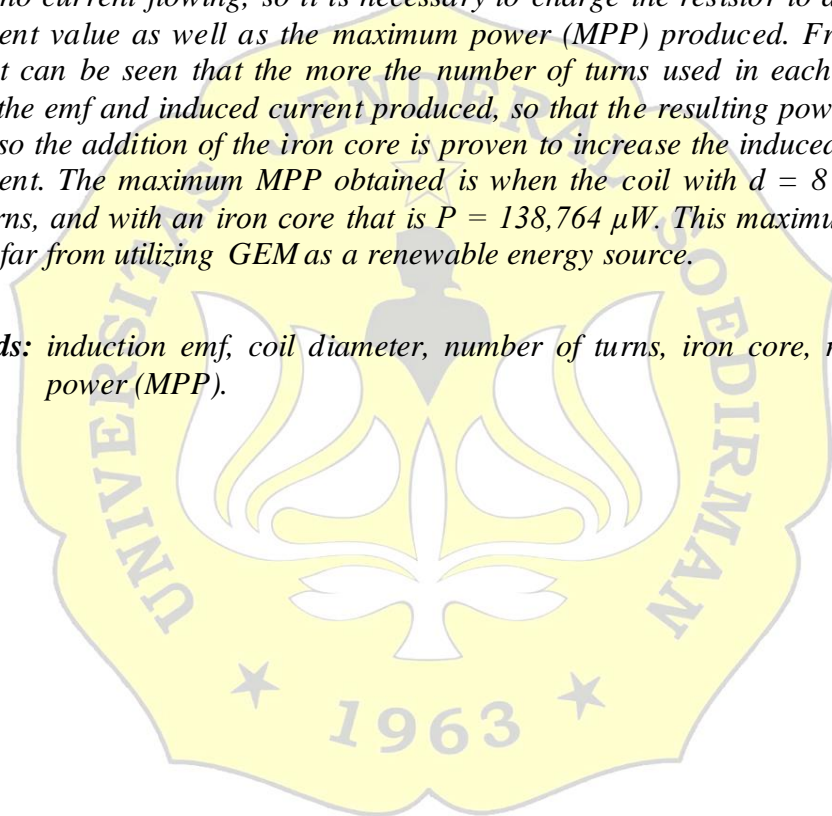 no current flowing, so it is necessary to charge the resistor to
ent value as well as the maximum power (MPP) produced.
t can be seen that the more the number of turns used in each
the emf and induced current produced, so that the resulting
so the addition of the iron core is proven to increase the induced
ent. The maximum MPP obtained is when the coil with d = 8
rns, and with an iron core that is P = 138,764 μW. This
far from utilizing GEM as a renewable energy source.
ds: induction emf, coil diameter, number of turns, iron core,
power (MPP).
UNIVERSITAS JENDERAL SOEDIRMAN
1963